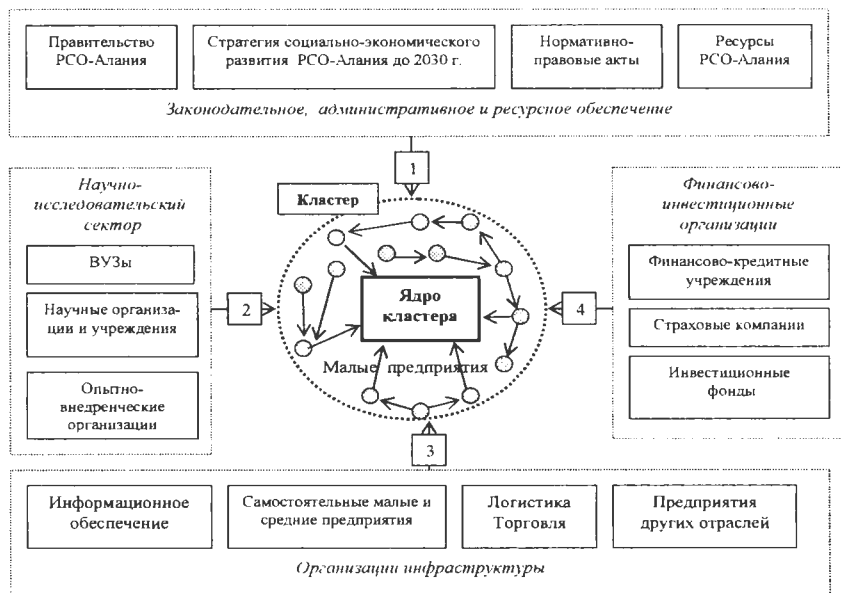 Правительство
РСО-Алания
Стратегия социально-экономического
развития РСО-Алания до 2030 г.
Нормативно-
правовые акты
Ресурсы
РСО-Алания
Законодательное, административное и ресурсное обеспечение
1
Научно-
исследовательский
сектор
ВУЗы
Научные организа-
ции и учреждения
Опытно-
внедренческие
организации
2
Кластер
Ядро
кластера
Малые предприятия
4
Финансово-
инвестиционные
организации
Финансово-кредитные
учреждения
Страховые компании
Инвестиционные
фонды
3
Информационное
обеспечение
Самостоятельные малые и
средние предприятия
Логистика
Торговля
Предприятия
других отраслей
Организации инфраструктуры